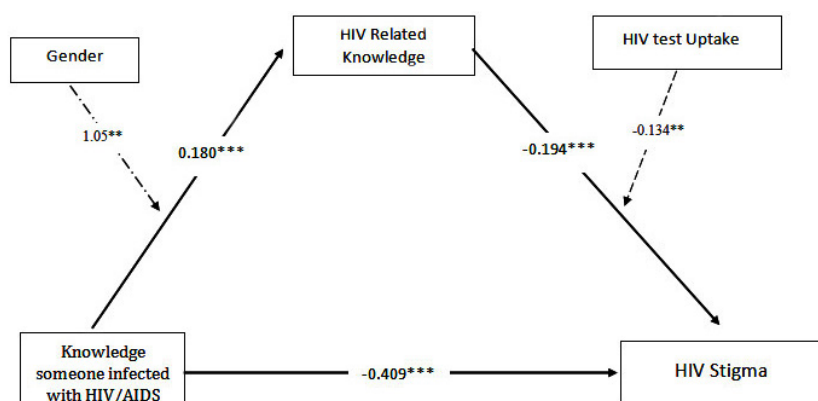 Gender
HIV Related
Knowledge
HIV test Uptake
1.05**
0.180***
-0.194***
-0.134**
Knowledge
someone infected
with HIV/AIDS
-0.409***
HIV Stigma